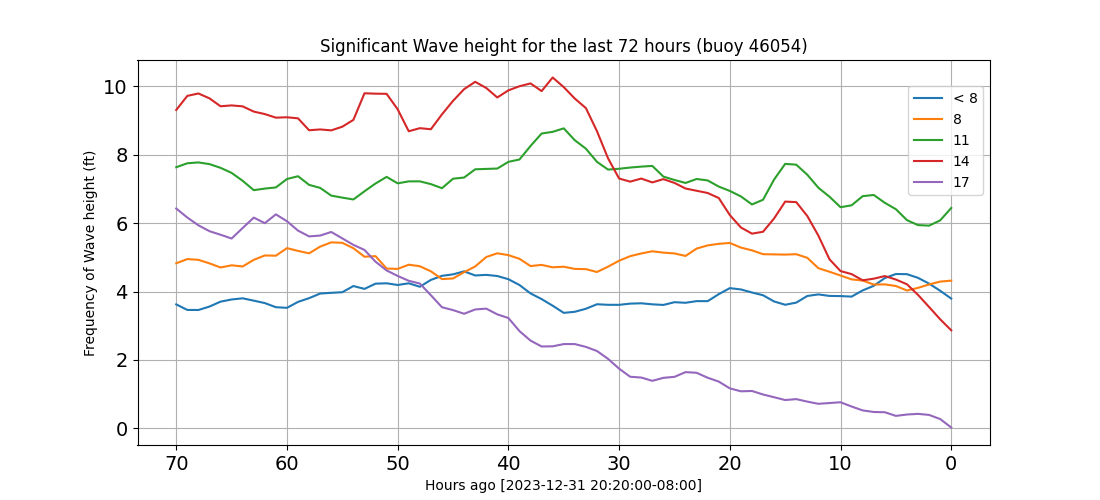 Significant Wave height for the last 72 hours (buoy 46054)
Frequency of Wave height (ft)
10
8
6
4
2
0
< 8
8
11
14
17
70 60 50 40 30 20 10 0
Hours ago [2023-12-31 20:20:00-08:00]